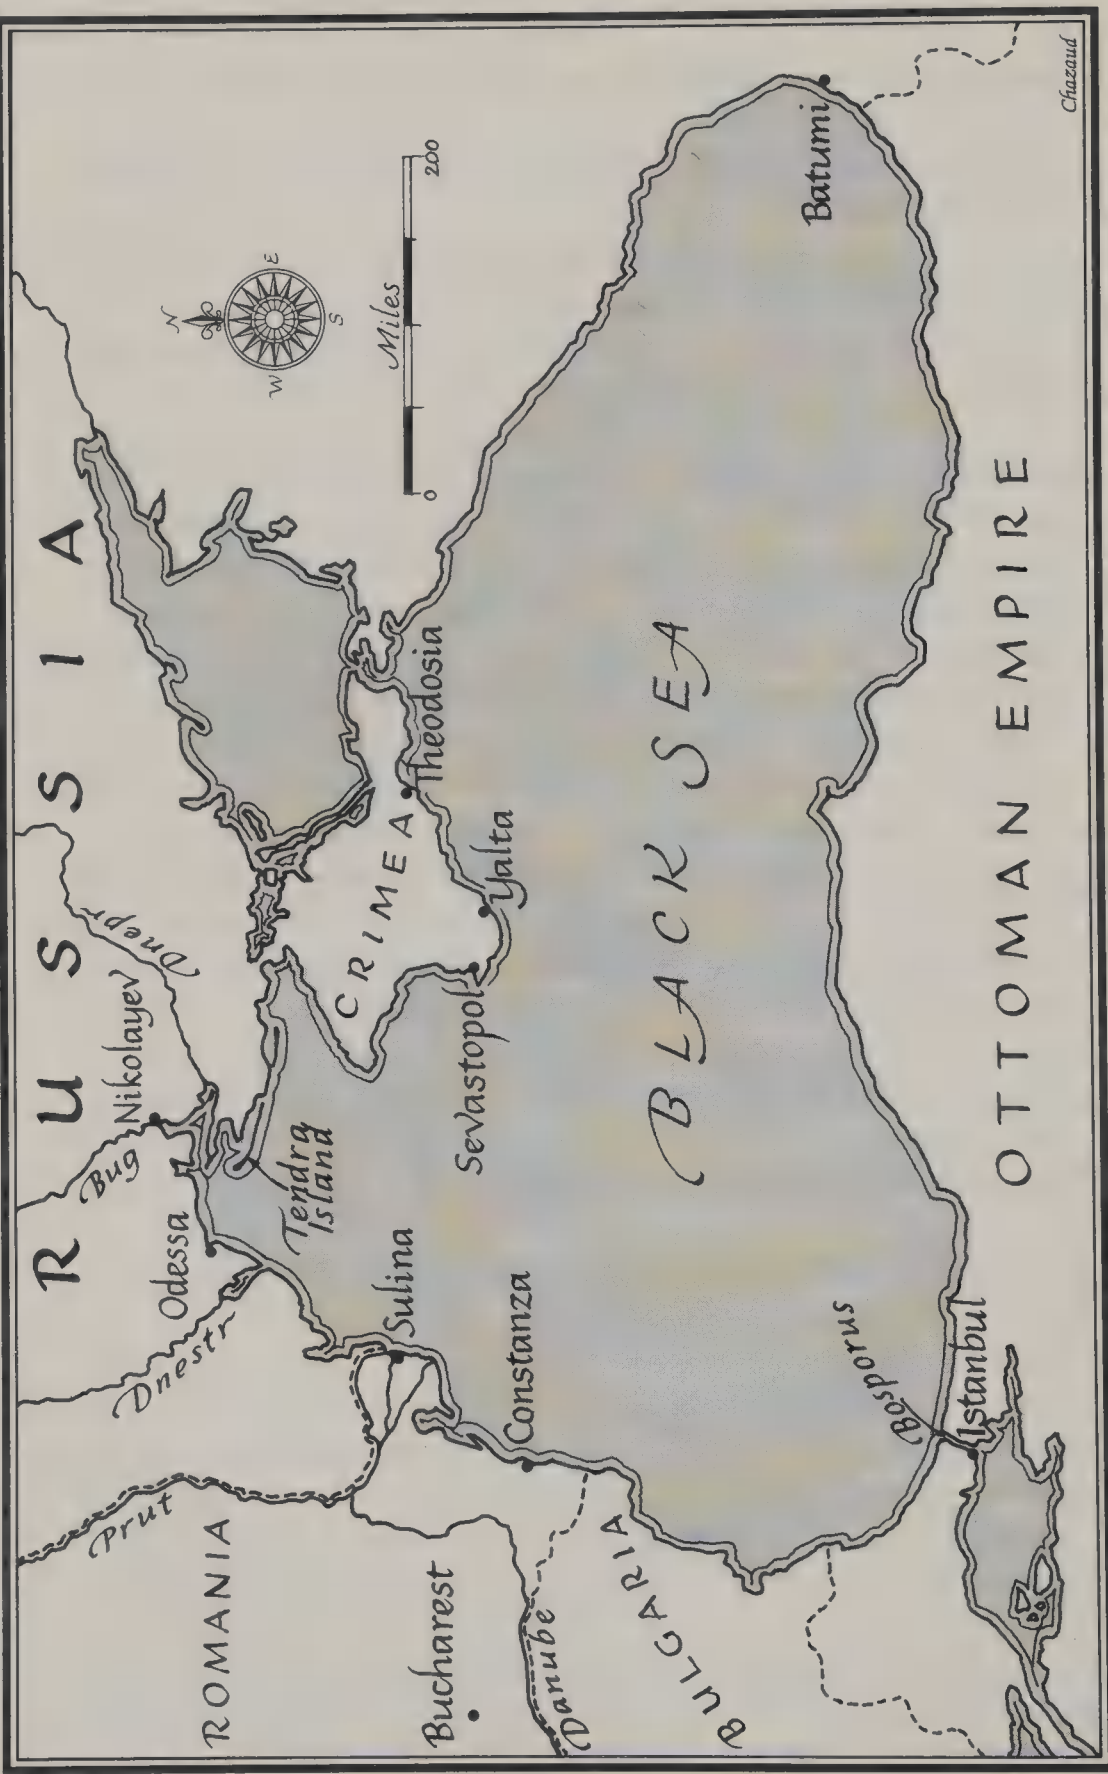 R U S S I A
Dnepr
Nikolayev
Bug
Odessa
Dnestr
Prut
ROMANIA
Bucharest
Danube
BULGARIA
Tendra
Island
Sulina
Constanza
CRIMEA
Theodosia
Yalta
Sevastopol
N
E
S
W
Miles
0
200
BLACK SEA
Batumi
Bosporus
Istanbul
OTTOMAN EMPIRE
Chazaud